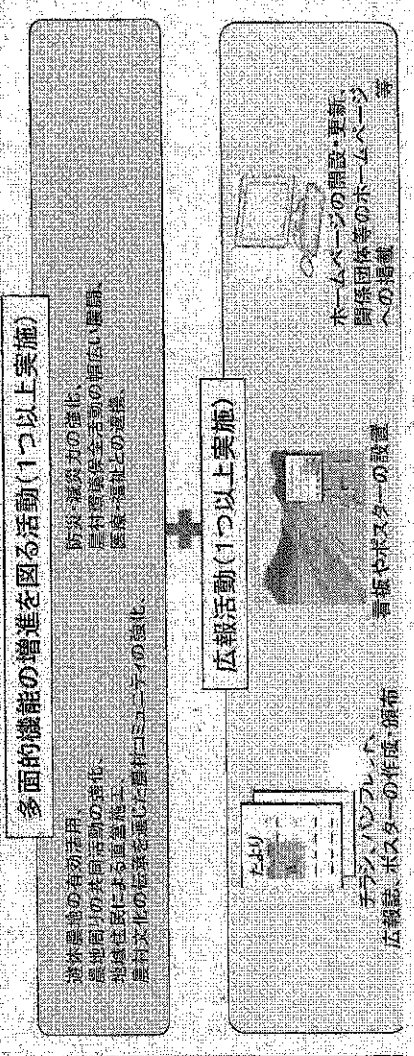 多面的機能の増進を図る活動(1つ以上実施)
遊休農地の有効活用、
農地周りの共同活動の強化、
地域住民による直営施工、
農村文化の伝承を通じた農村コミュニティの強化、
防災・減災力の強化、
農村環境保全活動の幅広い展開、
医療・福祉との連携、
+
広報活動(1つ以上実施)
たより
チラシ、パンフレット、
広報誌、ポスターの作成・頒布
看板やポスターの設置
ホームページの開設・更新、
関係団体等のホームページ
への掲載 等